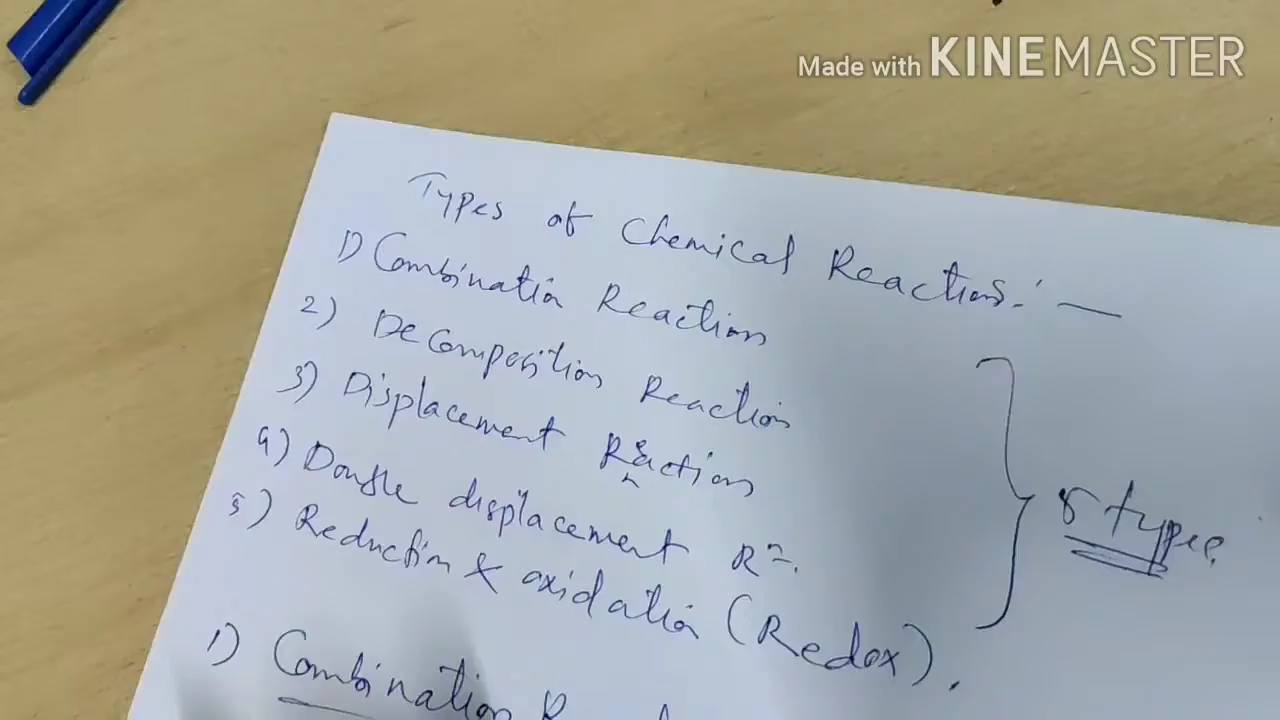 Made with KINEMASTER
Types of Chemical Reactions:—
1) Combination Reaction
2) Decomposition Reaction
3) Displacement Reaction
4) Double displacement R=.
5) Reduction & oxidation (Redox).
5 types
1) Combination